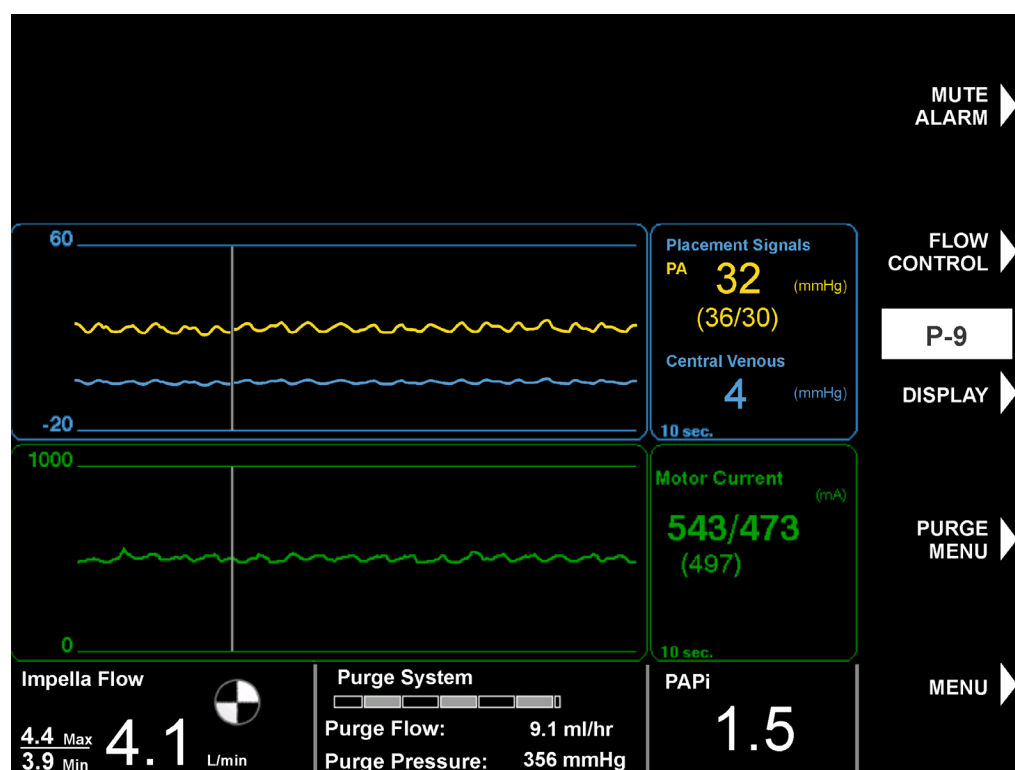 MUTE
ALARM
60
Placement Signals
PA 32 (mmHg)
(36/30)
Central Venous
4 (mmHg)
-20
10 sec.
FLOW
CONTROL
P-9
DISPLAY
1000
Motor Current
(mA)
543/473
(497)
0
10 sec.
PURGE
MENU
Impella Flow
4.4 Max
3.9 Min
4.1 L/min
Purge System
Purge Flow: 9.1 ml/hr
Purge Pressure: 356 mmHg
PAPi
1.5
MENU